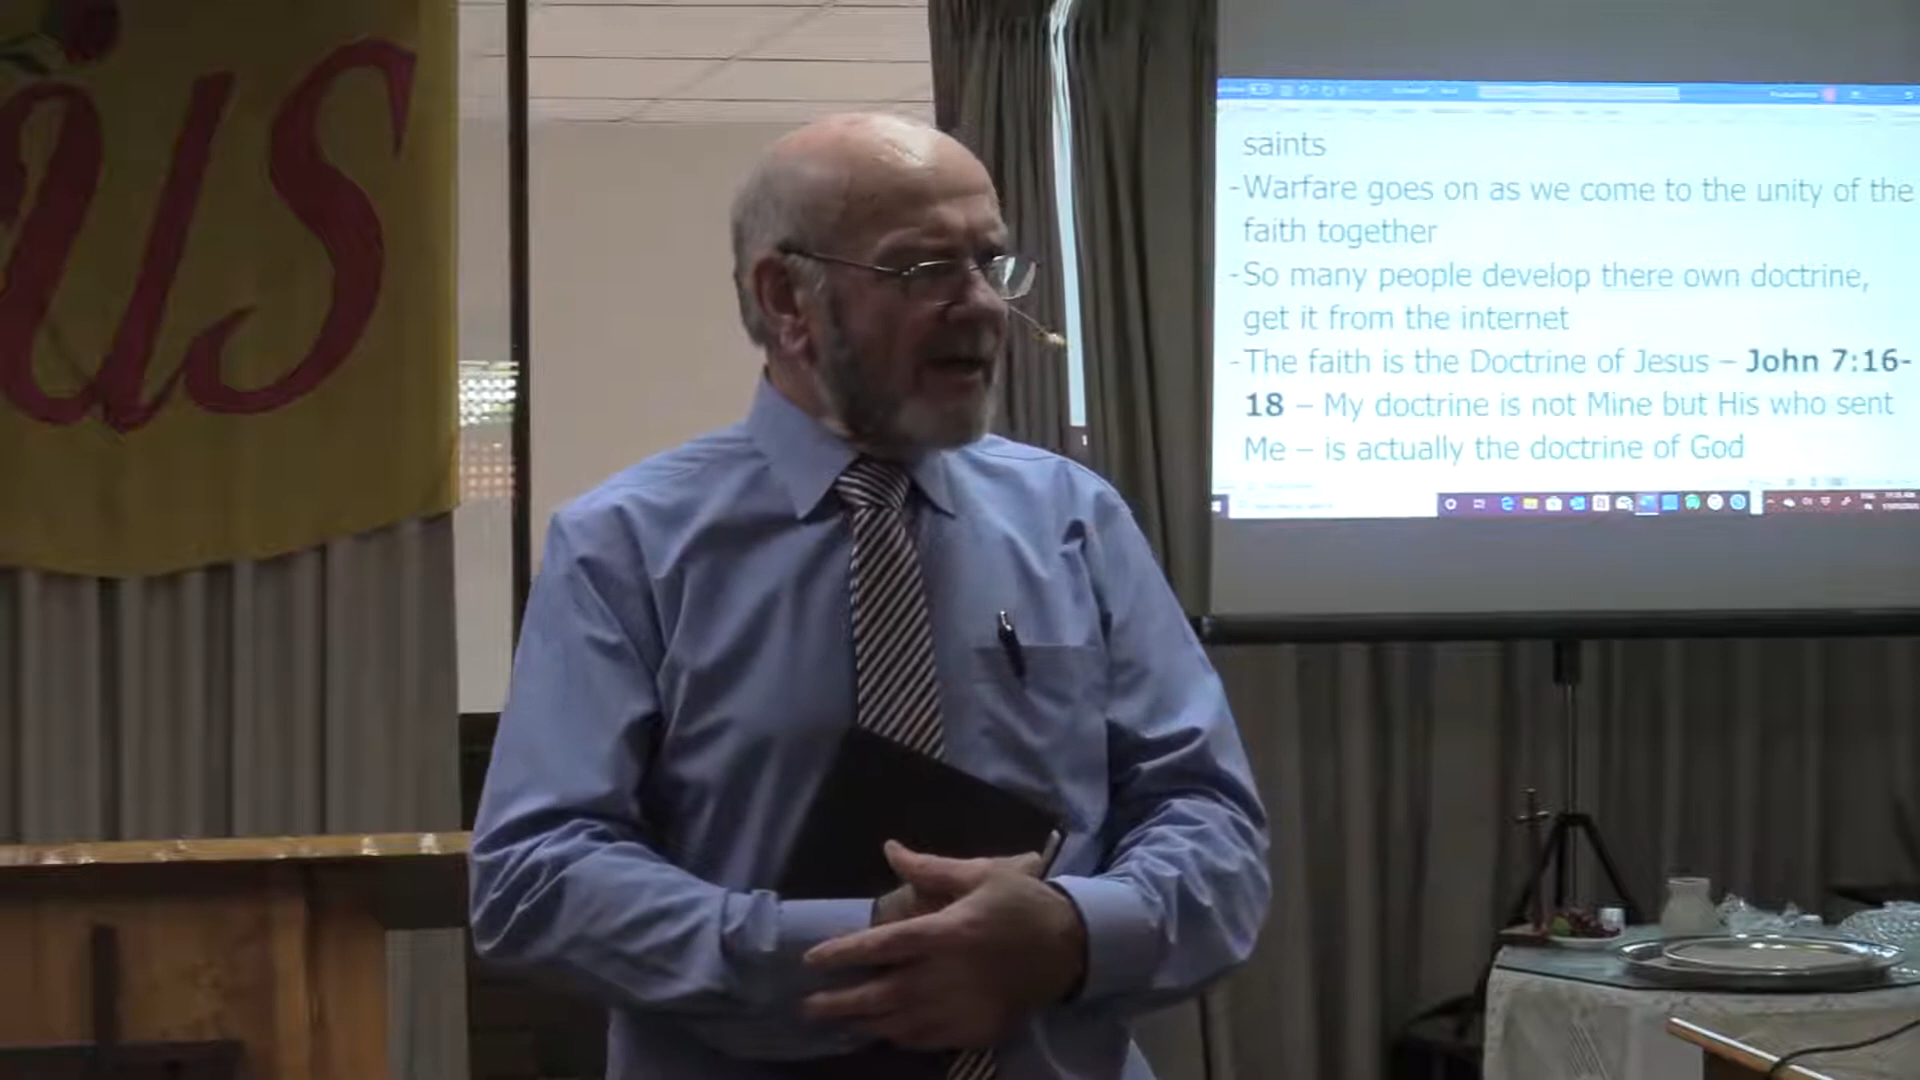 us
saints
-Warfare goes on as we come to the unity of the
faith together
-So many people develop there own doctrine,
get it from the internet
-The faith is the Doctrine of Jesus – John 7:16-
18 – My doctrine is not Mine but His who sent
Me – is actually the doctrine of God